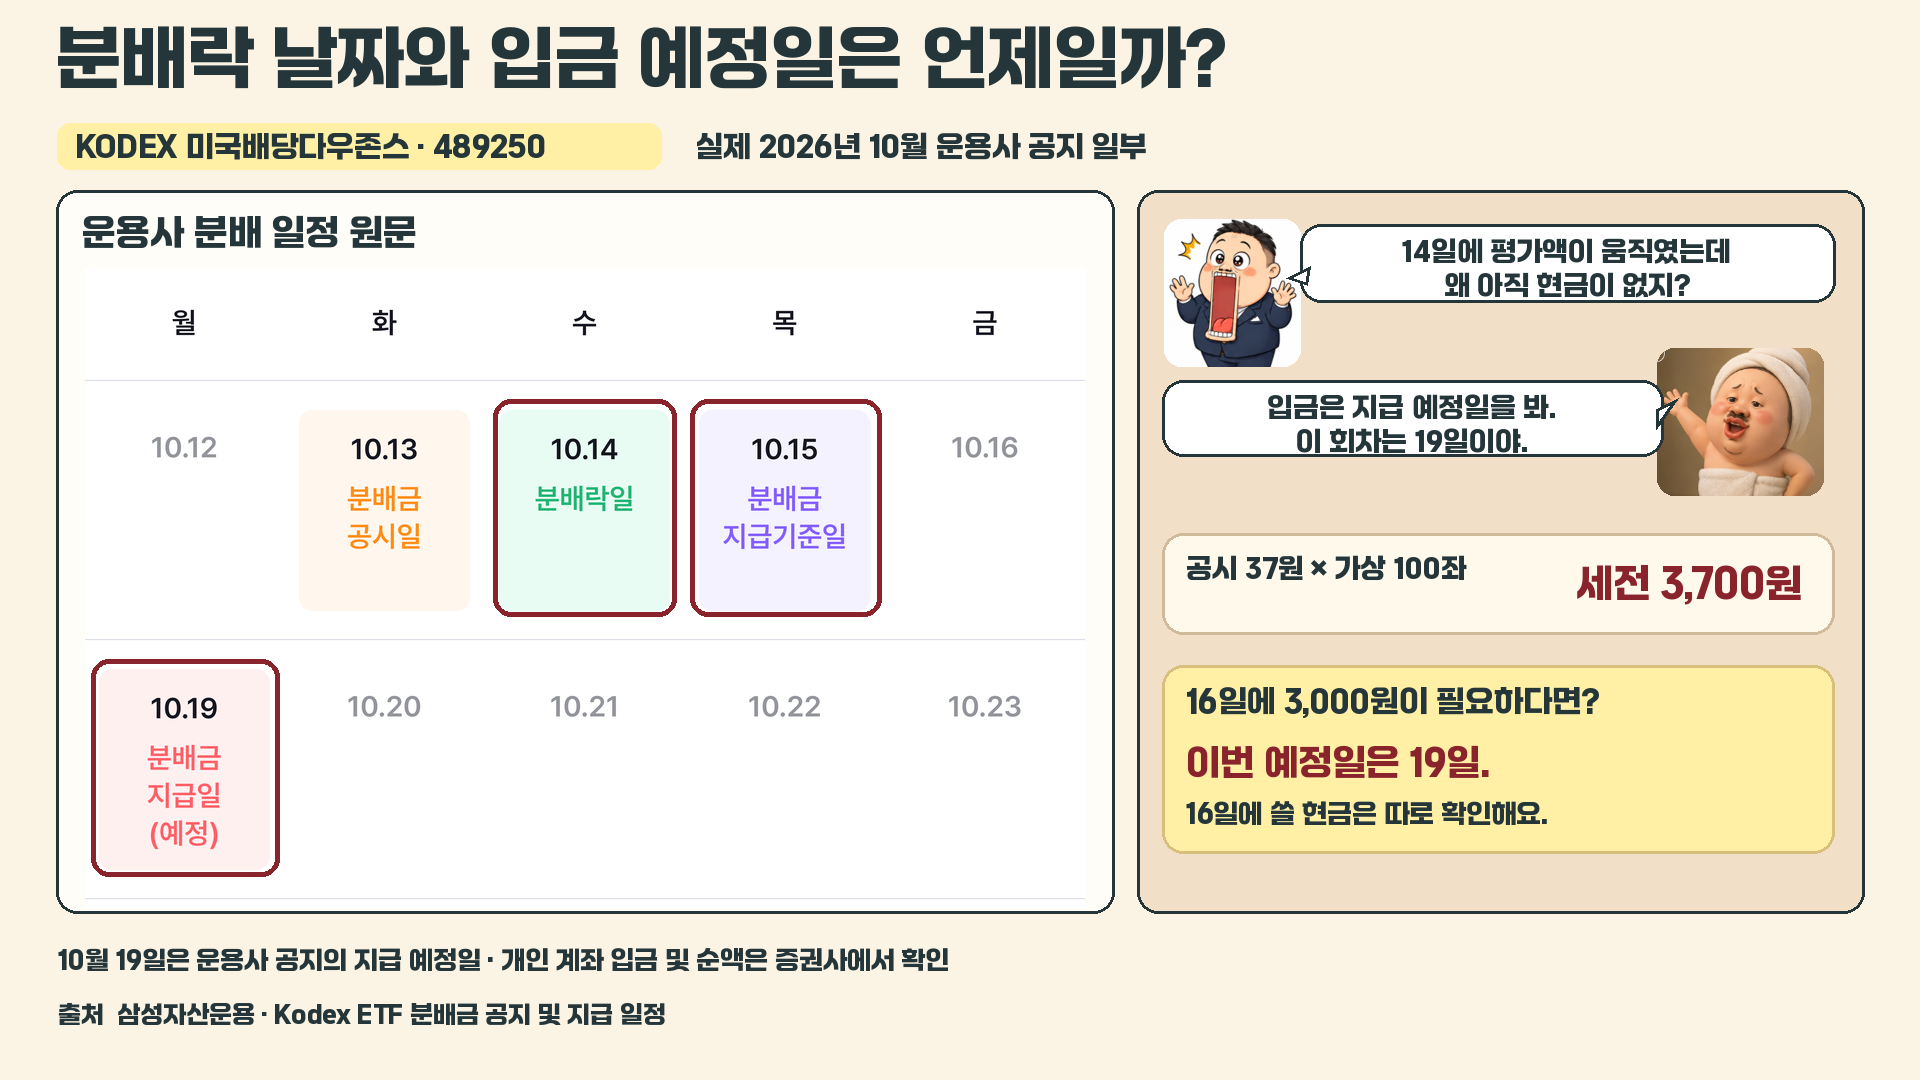 분배락 날짜와 입금 예정일은 언제일까?
KODEX 미국배당다우존스 · 489250
실제 2026년 10월 운용사 공지 일부
운용사 분배 일정 원문
월 화 수 목 금
10.12
10.13
분배금
공시일
10.14
분배락일
10.15
분배금
지급기준일
10.16
10.19
분배금
지급일
(예정)
10.20
10.21
10.22
10.23
14일에 평가액이 움직였는데
왜 아직 현금이 없지?
입금은 지급 예정일을 봐.
이 회차는 19일이야.
공시 37원 × 가상 100좌
세전 3,700원
16일에 3,000원이 필요하다면?
이번 예정일은 19일.
16일에 쓸 현금은 따로 확인해요.
10월 19일은 운용사 공지의 지급 예정일 · 개인 계좌 입금 및 순액은 증권사에서 확인
출처 삼성자산운용 · Kodex ETF 분배금 공지 및 지급 일정